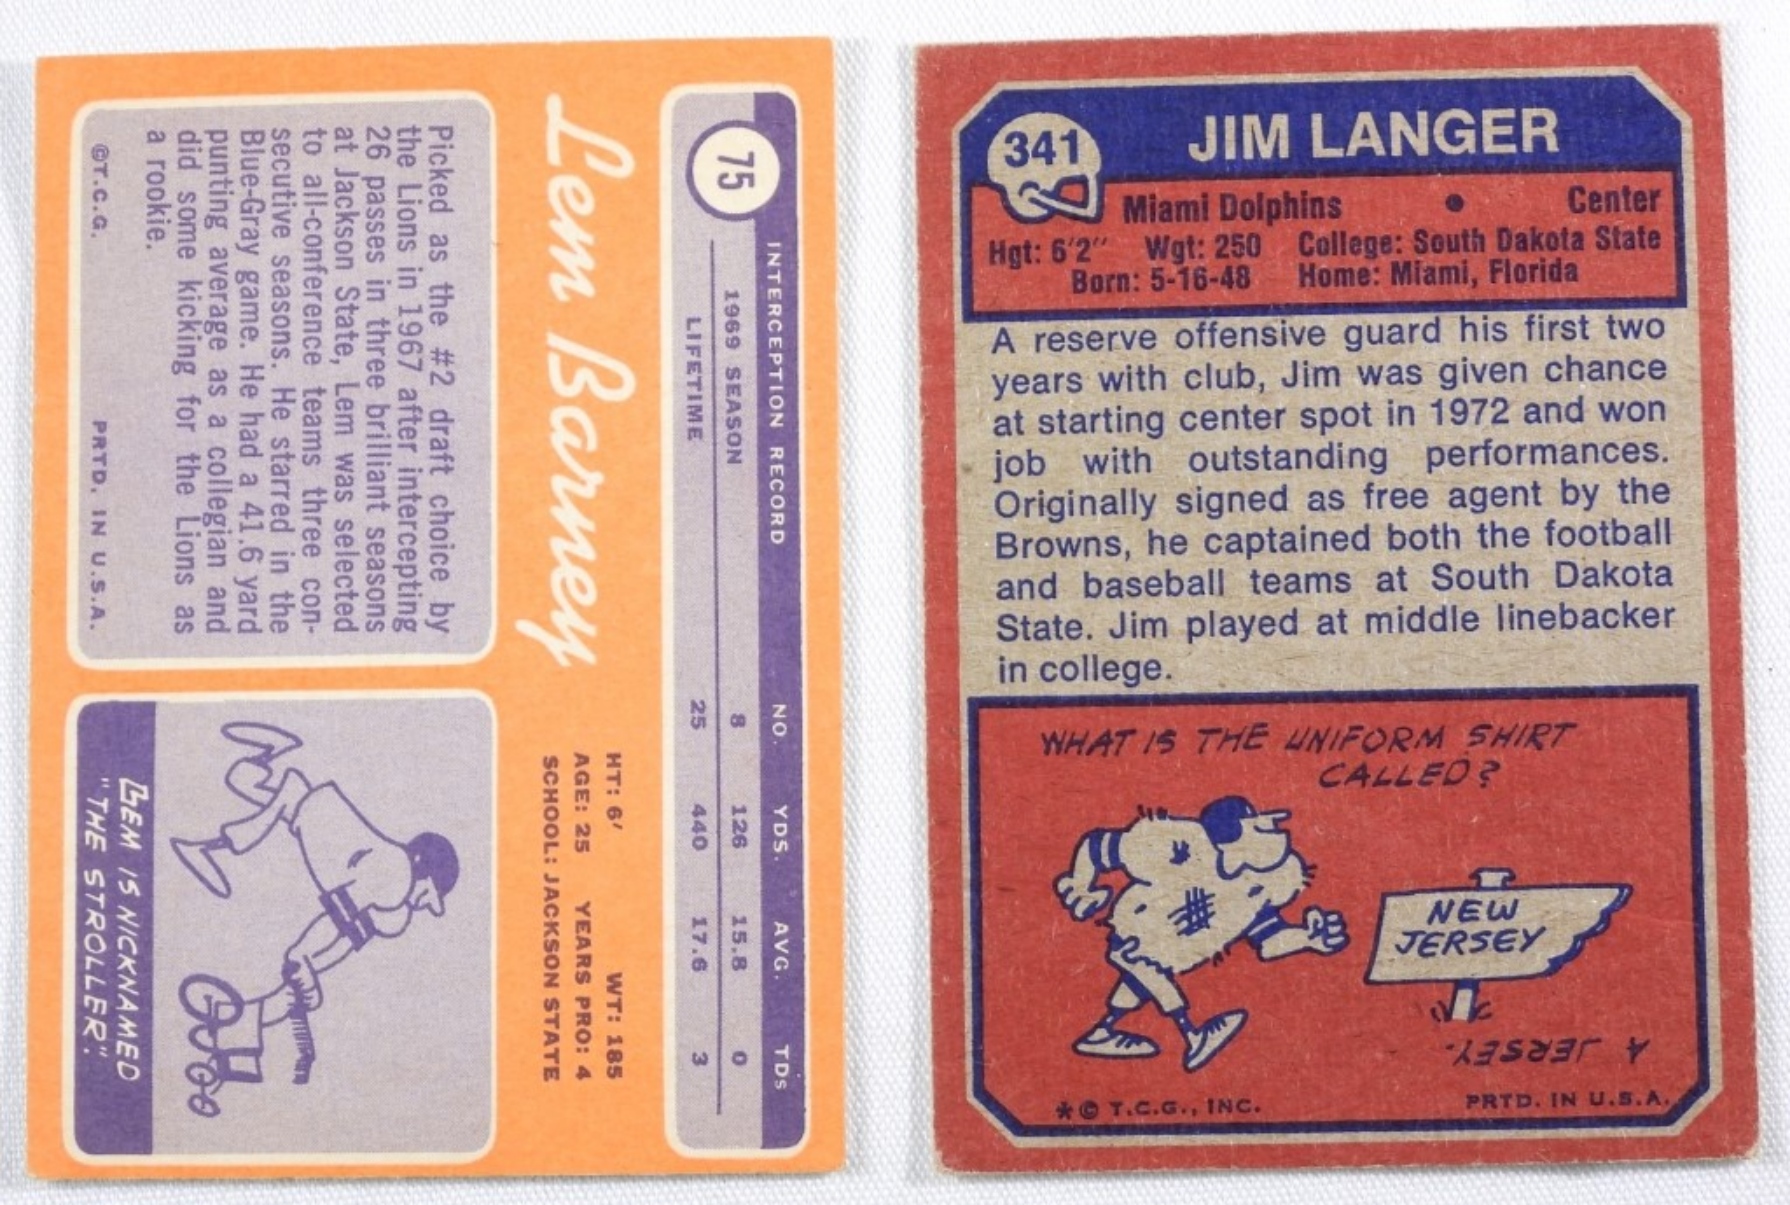 75
INTERCEPTION RECORD NO. YDS. AVG. TDs
1969 SEASON 8 126 15.8 0
LIFETIME 25 440 17.6 3
Lem Barney
HT: 6' WT: 185
AGE: 25 YEARS PRO: 4
SCHOOL: JACKSON STATE
Picked as the #2 draft choice by
the Lions in 1967 after intercepting
26 passes in three brilliant seasons
at Jackson State, Lem was selected
to all-conference teams three con-
secutive seasons. He starred in the
Blue-Gray game. He had a 41.6 yard
punting average as a collegian and
did some kicking for the Lions as
a rookie.
©T.C.G. PRTD. IN U.S.A.
LEM IS NICKNAMED
"THE STROLLER".
341
JIM LANGER
Miami Dolphins • Center
Hgt: 6'2" Wgt: 250 College: South Dakota State
Born: 5-16-48 Home: Miami, Florida
A reserve offensive guard his first two
years with club, Jim was given chance
at starting center spot in 1972 and won
job with outstanding performances.
Originally signed as free agent by the
Browns, he captained both the football
and baseball teams at South Dakota
State. Jim played at middle linebacker
in college.
WHAT IS THE UNIFORM SHIRT
CALLED?
NEW
JERSEY
A JERSEY.
*© T.C.G., INC. PRTD. IN U.S.A.